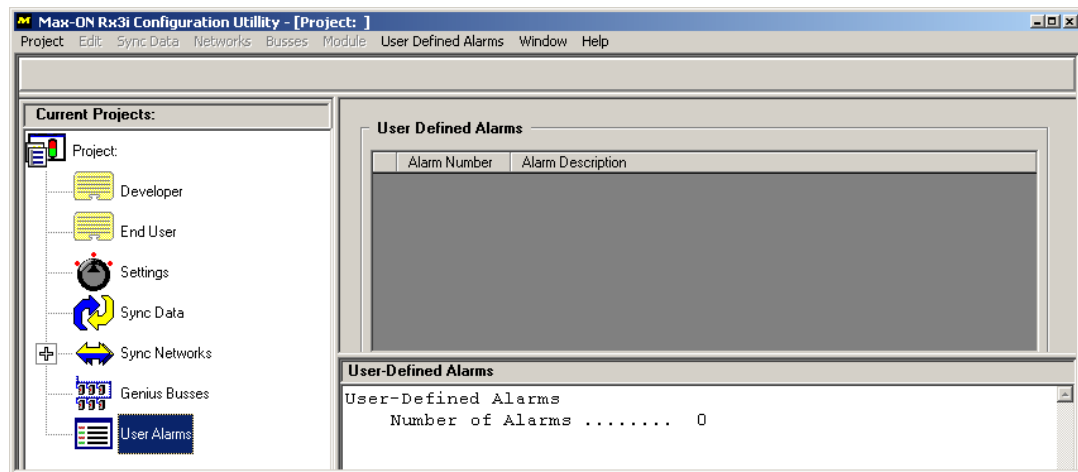 Max-ON Rx3i Configuration Utillity - [Project: ]
Project Edit Sync Data Networks Busses Module User Defined Alarms Window Help
Current Projects:
Project:
Developer
End User
Settings
Sync Data
Sync Networks
Genius Busses
User Alarms
User Defined Alarms
Alarm Number Alarm Description
User-Defined Alarms
User-Defined Alarms
Number of Alarms ........ 0